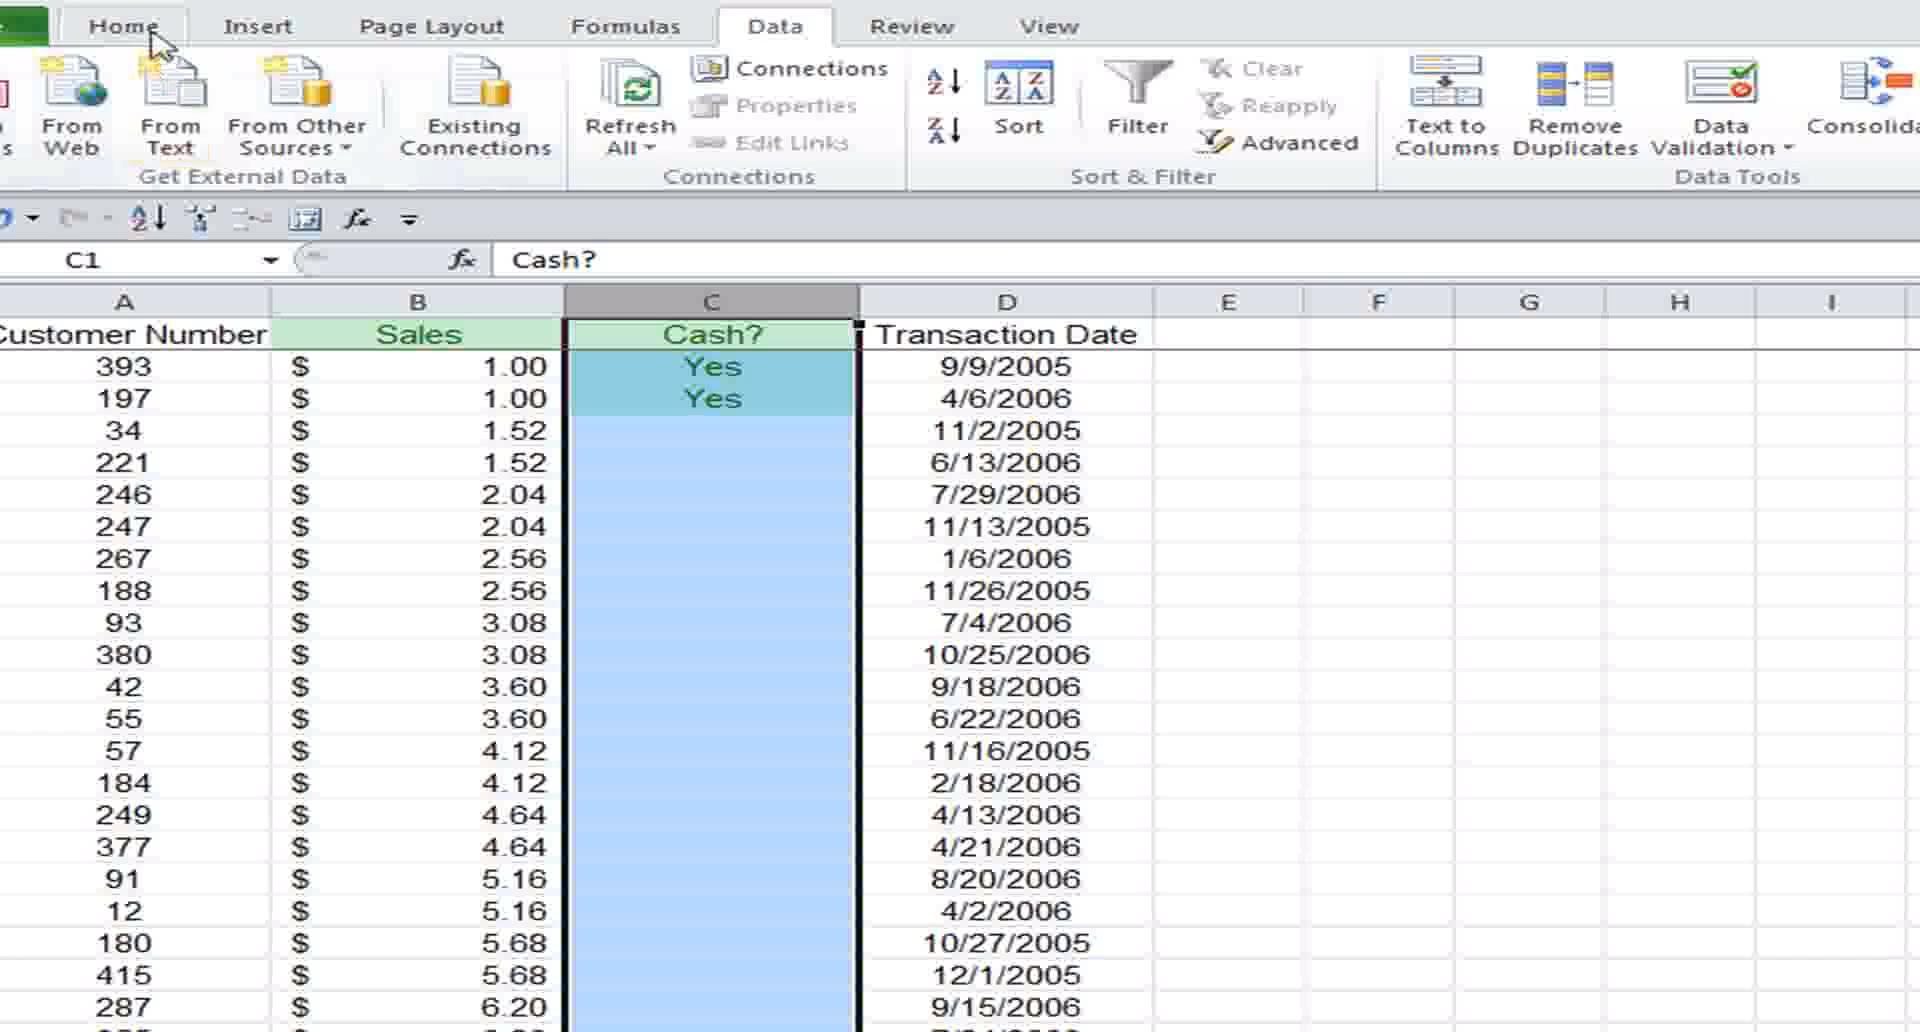 Home Insert Page Layout Formulas Data Review View
From Web
From Text
From Other Sources
Existing Connections
Get External Data
Refresh All
Connections
Properties
Edit Links
Connections
Sort
Filter
Clear
Reapply
Advanced
Sort & Filter
Text to Columns
Remove Duplicates
Data Validation
Data Tools
C1 fx Cash?
A B C D E F G H I
Customer Number Sales Cash? Transaction Date
393 $ 1.00 Yes 9/9/2005
197 $ 1.00 Yes 4/6/2006
34 $ 1.52 11/2/2005
221 $ 1.52 6/13/2006
246 $ 2.04 7/29/2006
247 $ 2.04 11/13/2005
267 $ 2.56 1/6/2006
188 $ 2.56 11/26/2005
93 $ 3.08 7/4/2006
380 $ 3.08 10/25/2006
42 $ 3.60 9/18/2006
55 $ 3.60 6/22/2006
57 $ 4.12 11/16/2005
184 $ 4.12 2/18/2006
249 $ 4.64 4/13/2006
377 $ 4.64 4/21/2006
91 $ 5.16 8/20/2006
12 $ 5.16 4/2/2006
180 $ 5.68 10/27/2005
415 $ 5.68 12/1/2005
287 $ 6.20 9/15/2006